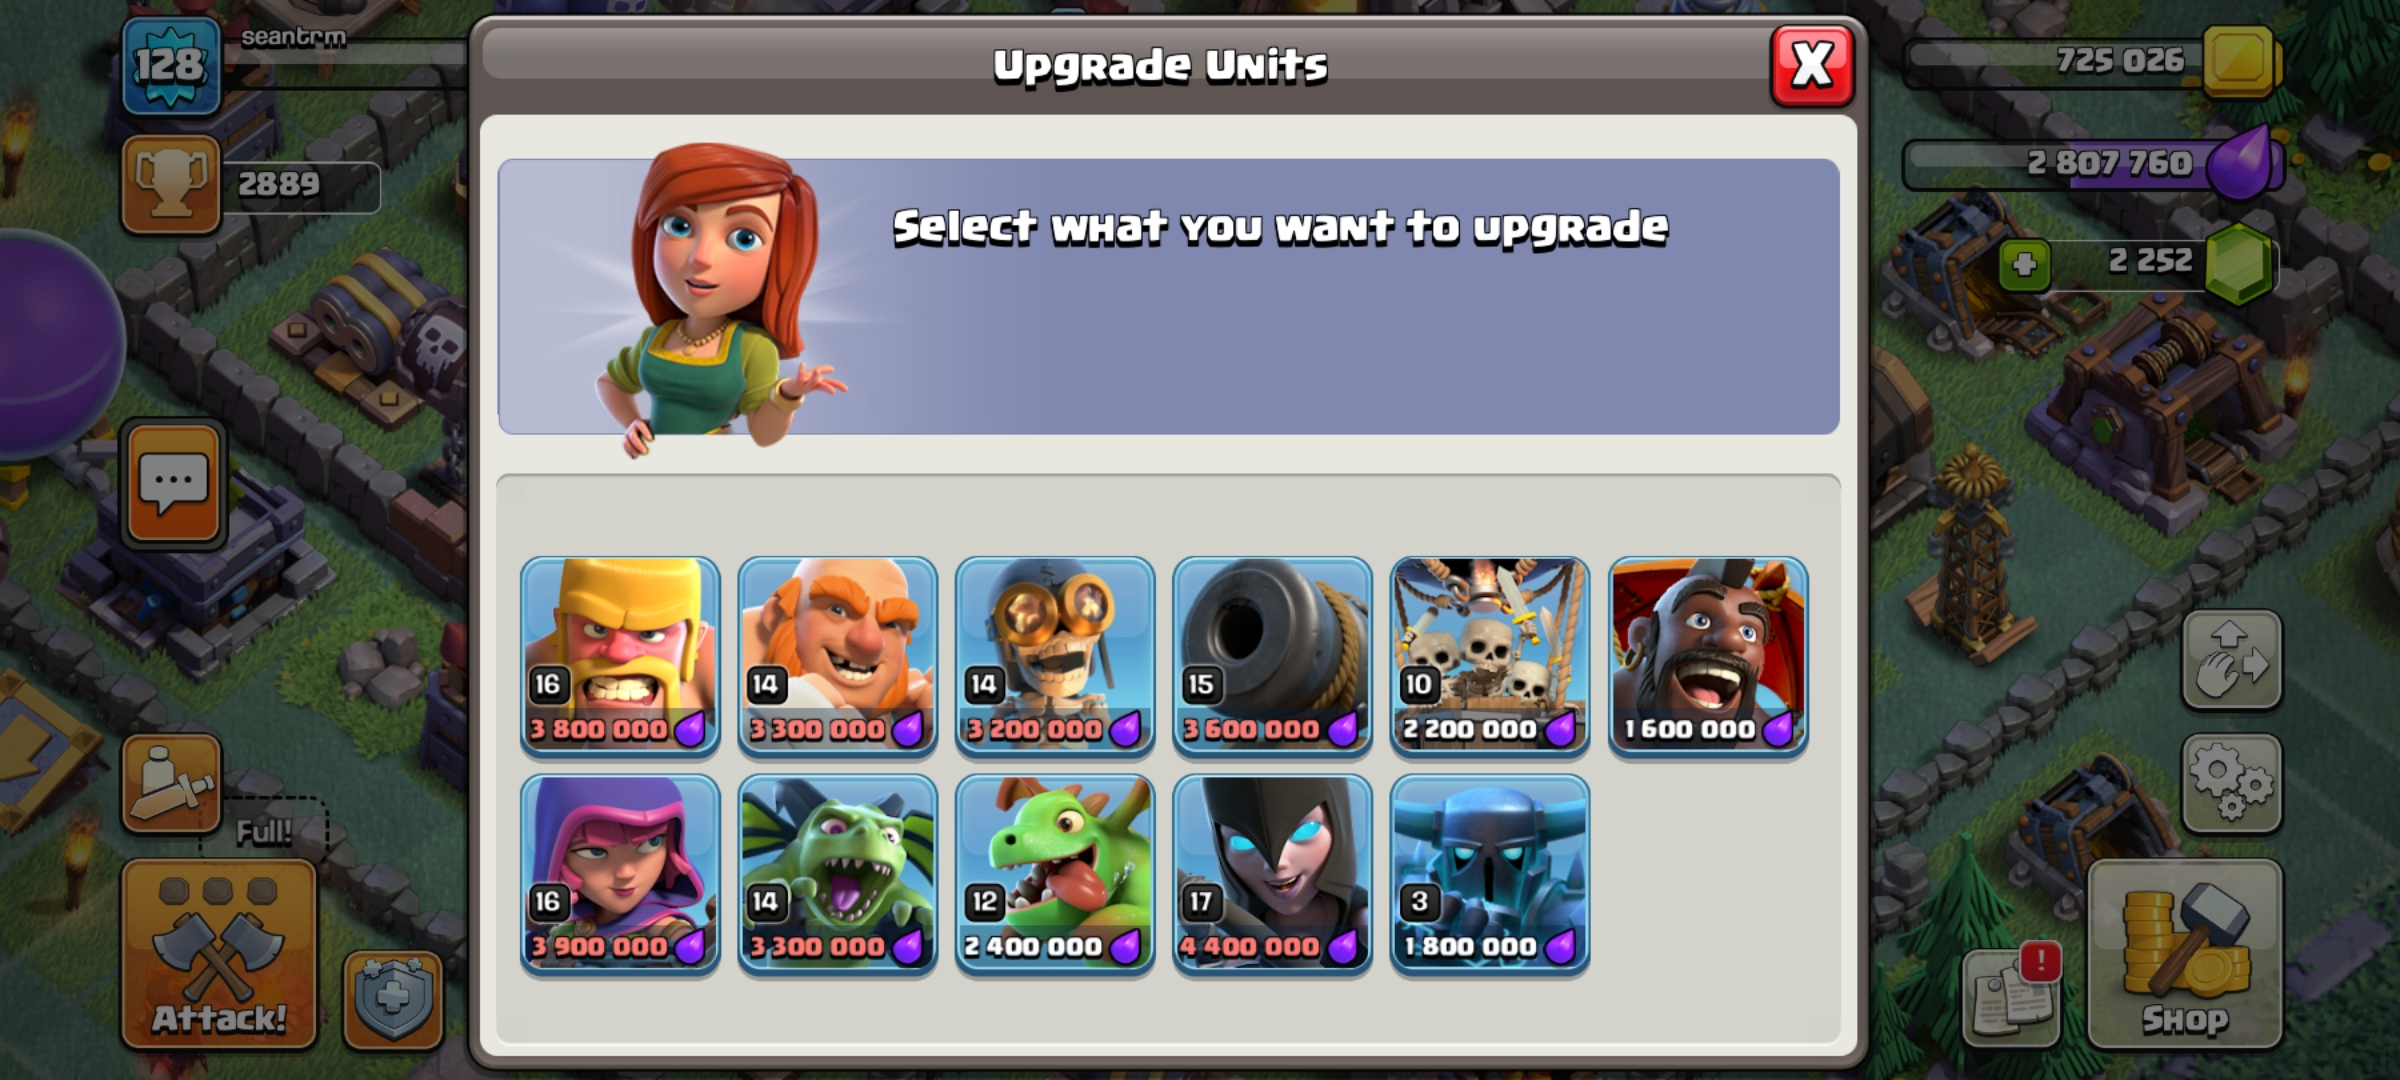 128
seantrm
Upgrade Units
X
725 026
2889
2 807 760
Select what you want to upgrade
2 252
16
14
14
15
10
3 800 000
3 300 000
3 200 000
3 600 000
2 200 000
1 600 000
Full!
16
14
12
17
3
3 900 000
3 300 000
2 400 000
4 400 000
1 800 000
!
Attack!
Shop